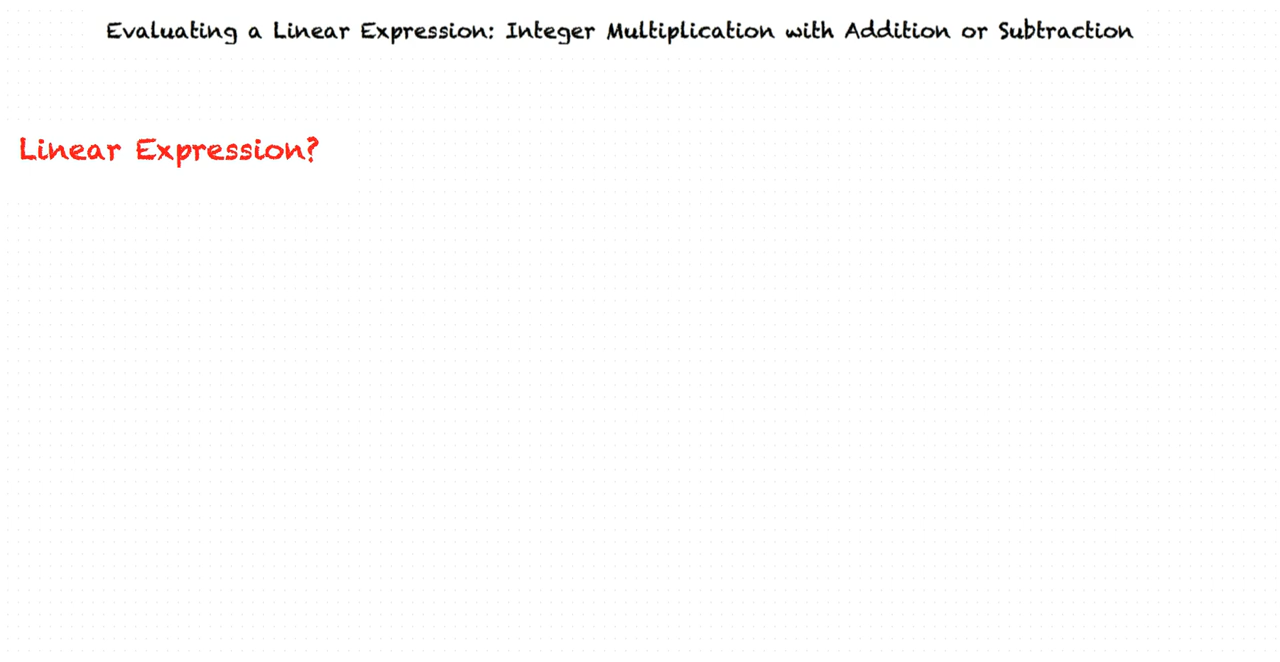 Evaluating a Linear Expression: Integer Multiplication with Addition or Subtraction
Linear Expression?